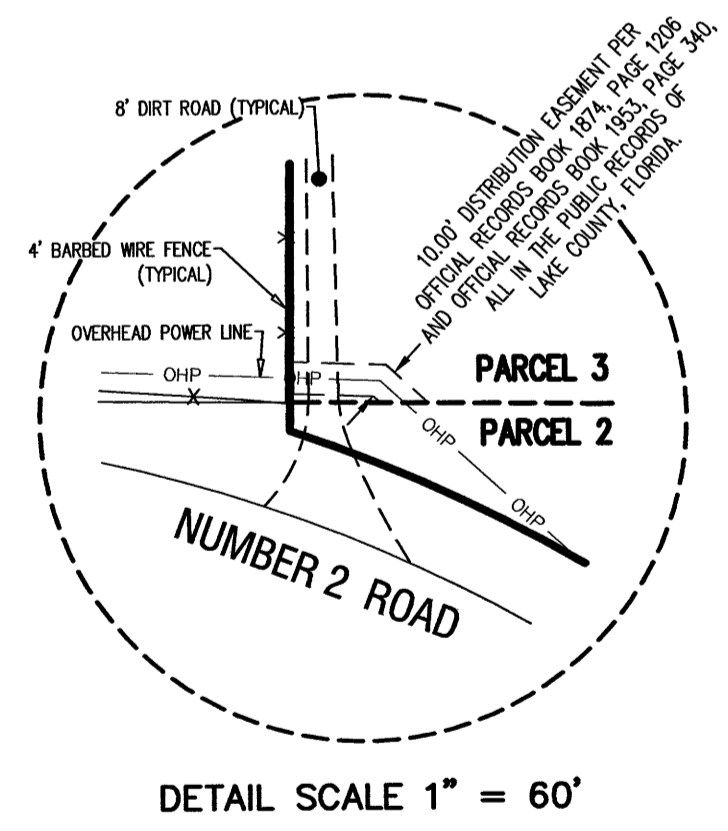 10.00' DISTRIBUTION EASEMENT PER
OFFICIAL RECORDS BOOK 1874, PAGE 1206
AND OFFICIAL RECORDS BOOK 1953, PAGE 340,
ALL IN THE PUBLIC RECORDS OF
LAKE COUNTY, FLORIDA.
8' DIRT ROAD (TYPICAL)
4' BARBED WIRE FENCE
(TYPICAL)
OVERHEAD POWER LINE
OHP
OHP
PARCEL 3
PARCEL 2
OHP
OHP
NUMBER 2 ROAD
DETAIL SCALE 1" = 60'